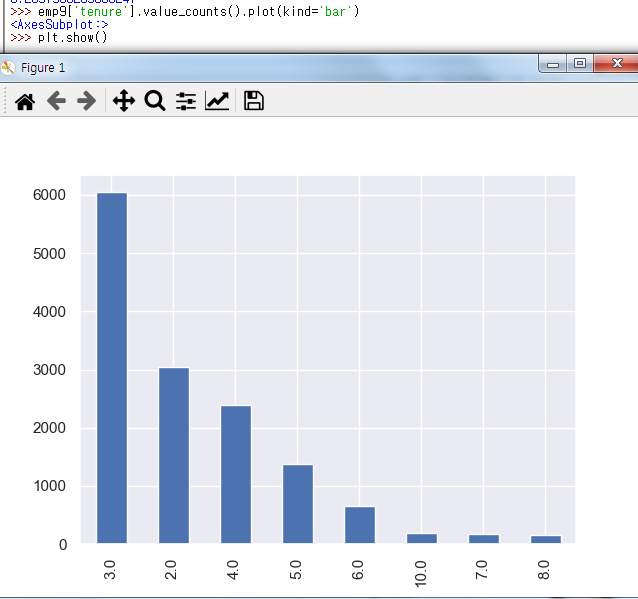 >>> emp9['tenure'].value_counts().plot(kind='bar')
<AxesSubplot:>
>>> plt.show()
Figure 1
6000
5000
4000
3000
2000
1000
0
3.0 2.0 4.0 5.0 6.0 10.0 7.0 8.0